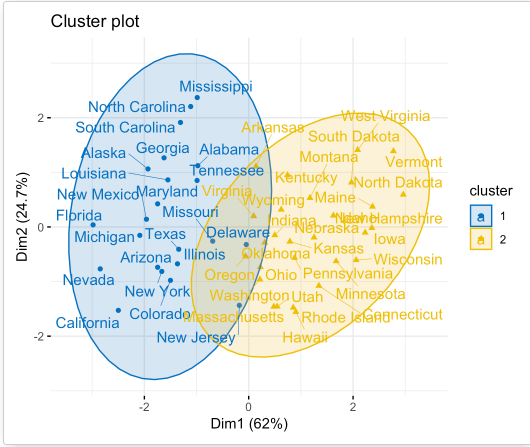 Cluster plot
Mississippi
North Carolina
West Virginia
South Carolina
Arkansas
South Dakota
Georgia
Alabama
Alaska
Montana
Vermont
Louisiana
Tennessee
Kentucky
North Dakota
New Mexico
Maryland
Virginia
Wyoming
Maine
Florida
Missouri
Indiana
New Hampshire
Michigan
Texas
Delaware
Nebraska
Iowa
Arizona
Illinois
Oklahoma
Kansas
Wisconsin
Nevada
Oregon
Ohio
Pennsylvania
New York
Washington
Utah
Minnesota
California
Colorado
Massachusetts
Rhode Island
Connecticut
New Jersey
Hawaii
2
0
-2
-2
0
2
Dim1 (62%)
Dim2 (24.7%)
cluster
a 1
a 2